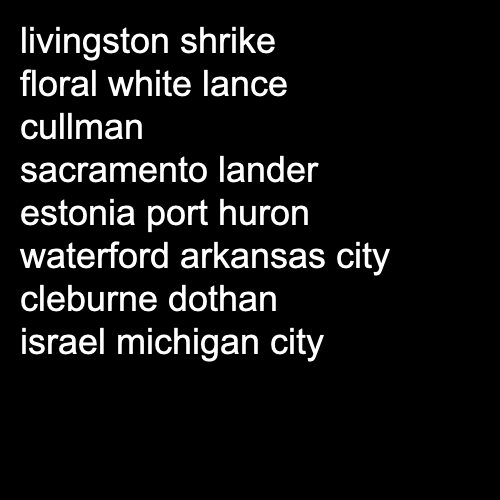 livingston shrike
floral white lance
cullman
sacramento lander
estonia port huron
waterford arkansas city
cleburne dothan
israel michigan city